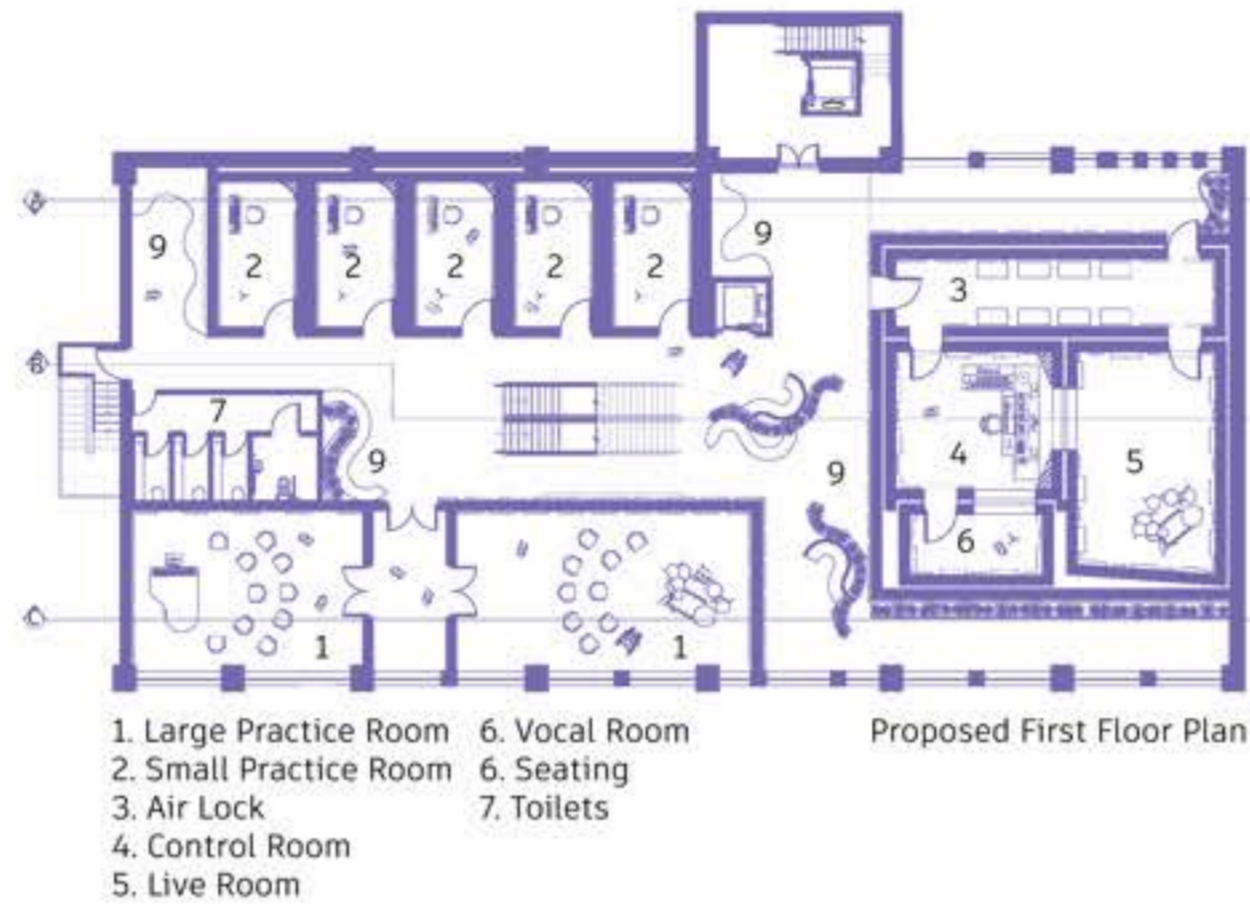 9
2
2
2
2
2
9
3
7
9
4
5
9
6
1
1
1. Large Practice Room
2. Small Practice Room
3. Air Lock
4. Control Room
5. Live Room
6. Vocal Room
6. Seating
7. Toilets
Proposed First Floor Plan